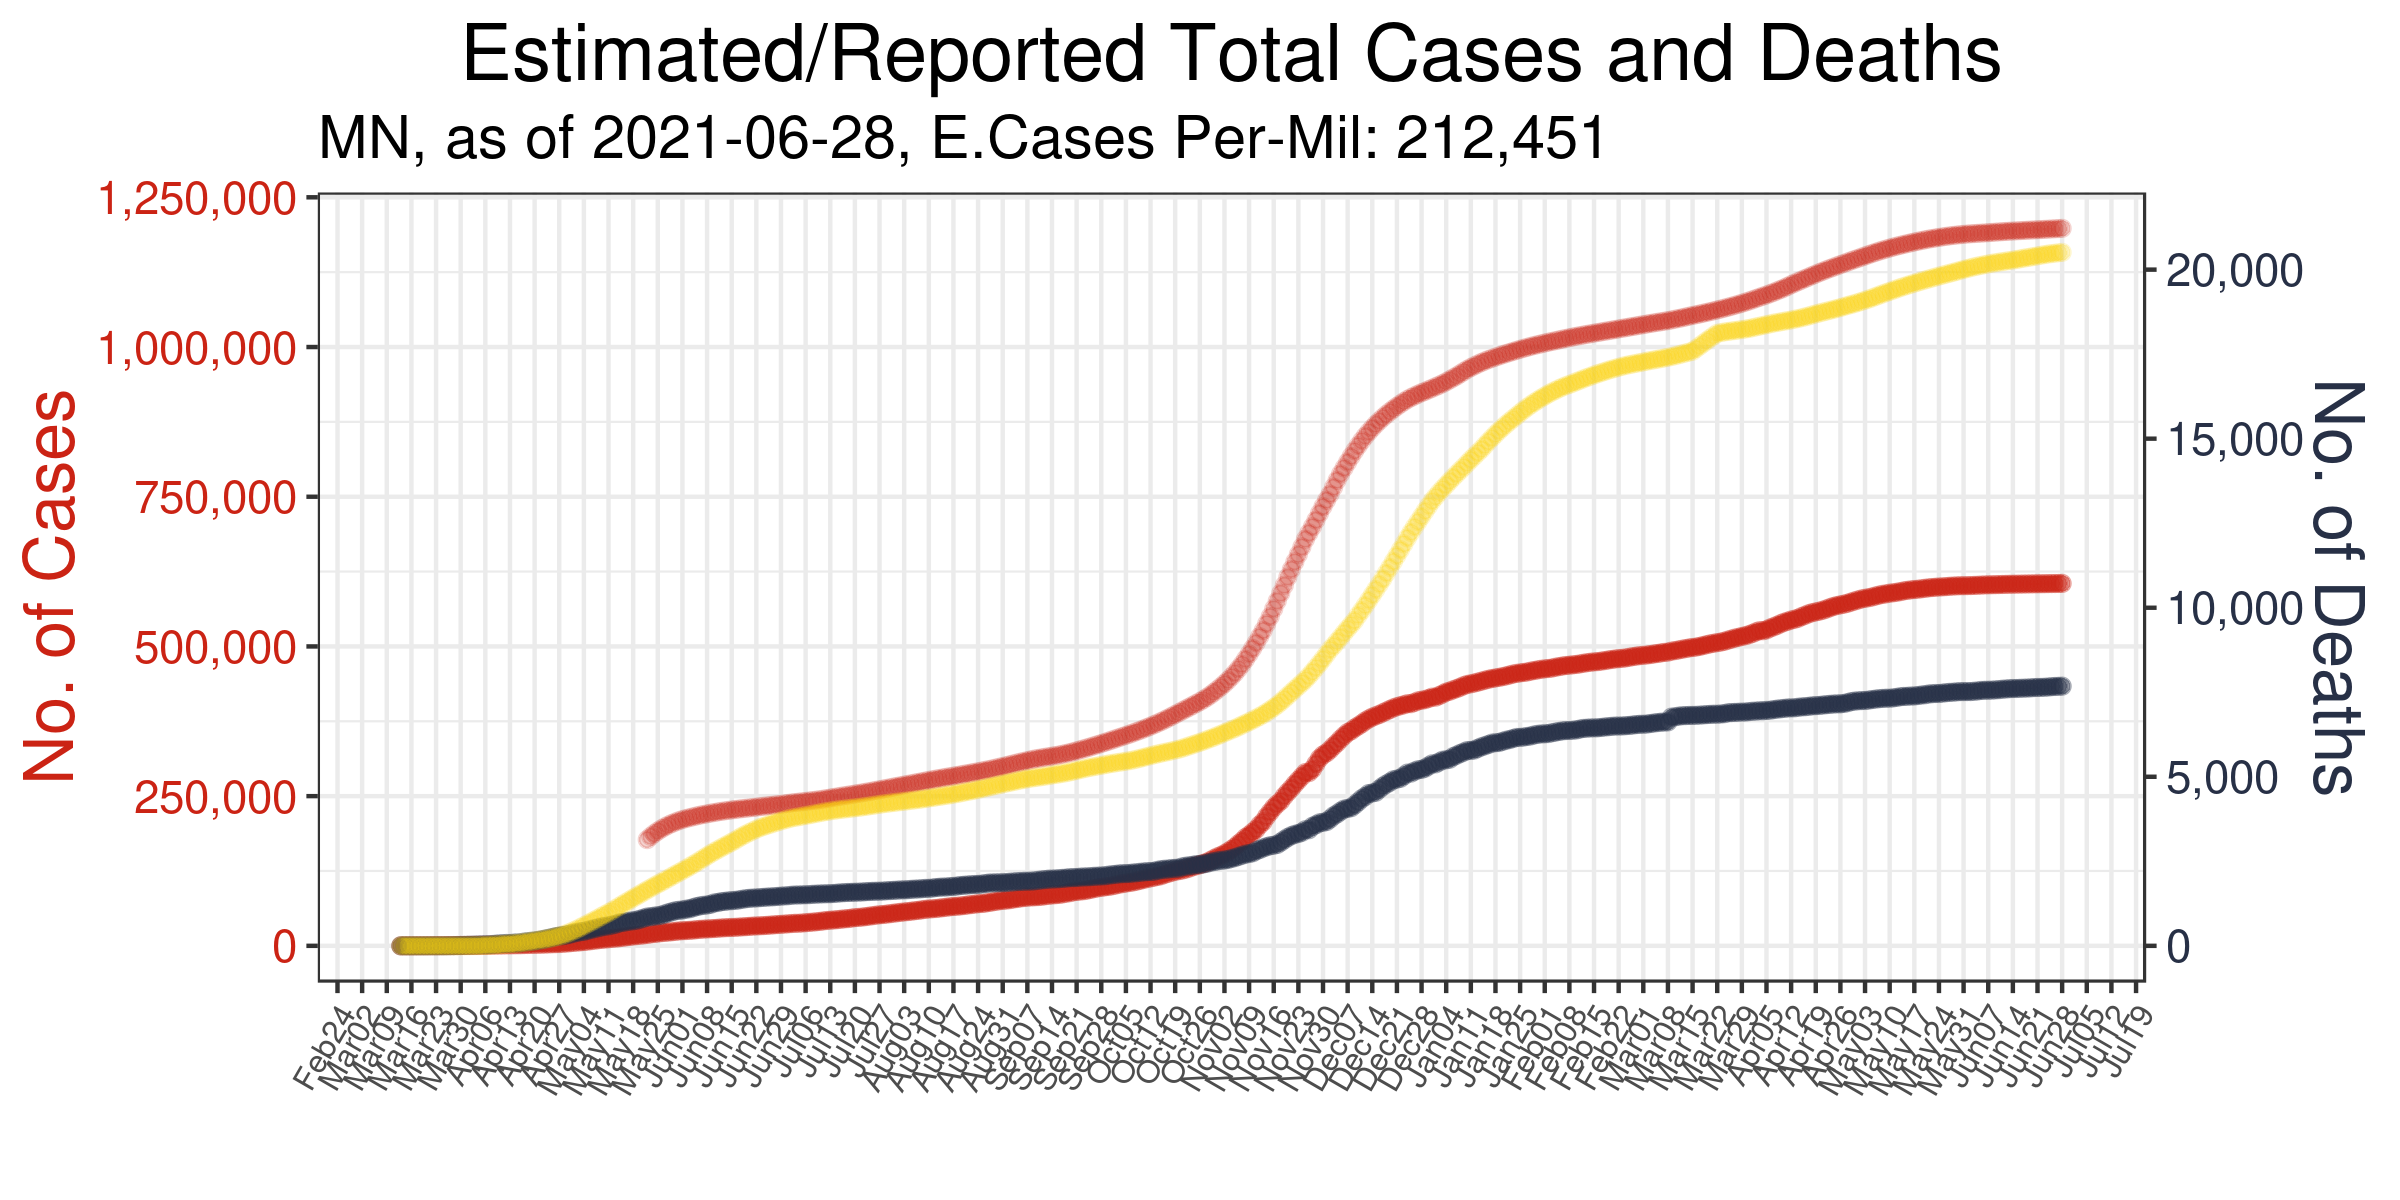 Estimated/Reported Total Cases and Deaths
MN, as of 2021-06-28, E.Cases Per-Mil: 212,451
No. of Cases
1,250,000
1,000,000
750,000
500,000
250,000
0
20,000
15,000
10,000
5,000
0
No. of Deaths
Feb24
Mar02
Mar09
Mar16
Mar23
Mar30
Apr06
Apr13
Apr20
Apr27
May04
May11
May18
May25
Jun01
Jun08
Jun15
Jun22
Jun29
Jul06
Jul13
Jul20
Jul27
Aug03
Aug10
Aug17
Aug24
Aug31
Sep07
Sep14
Sep21
Sep28
Oct05
Oct12
Oct19
Oct26
Nov02
Nov09
Nov16
Nov23
Nov30
Dec07
Dec14
Dec21
Dec28
Jan04
Jan11
Jan18
Jan25
Feb01
Feb08
Feb15
Feb22
Mar01
Mar08
Mar15
Mar22
Mar29
Apr05
Apr12
Apr19
Apr26
May03
May10
May17
May24
May31
Jun07
Jun14
Jun21
Jun28
Jul05
Jul12
Jul19